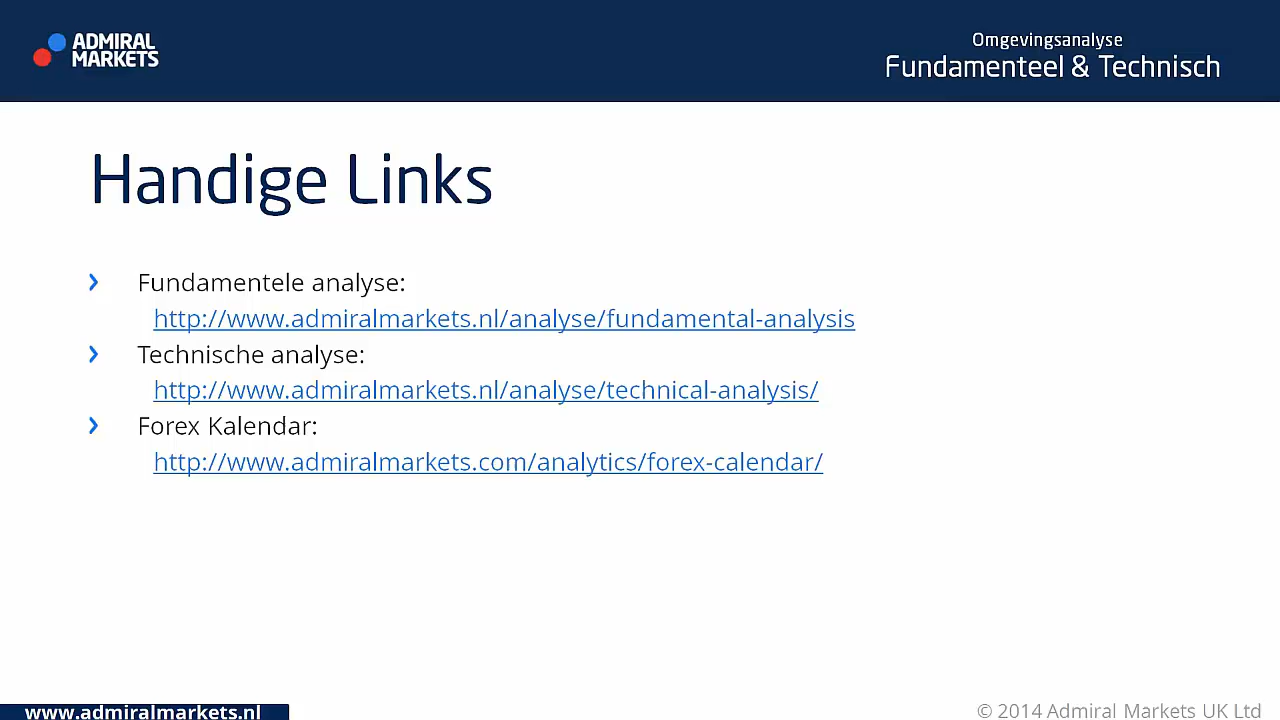 ADMIRAL
MARKETS
Omgevingsanalyse
Fundamenteel & Technisch
Handige Links
Fundamentele analyse:
http://www.admiralmarkets.nl/analyse/fundamental-analysis
Technische analyse:
http://www.admiralmarkets.nl/analyse/technical-analysis/
Forex Kalendar:
http://www.admiralmarkets.com/analytics/forex-calendar/
www.admiralmarkets.nl
© 2014 Admiral Markets UK Ltd